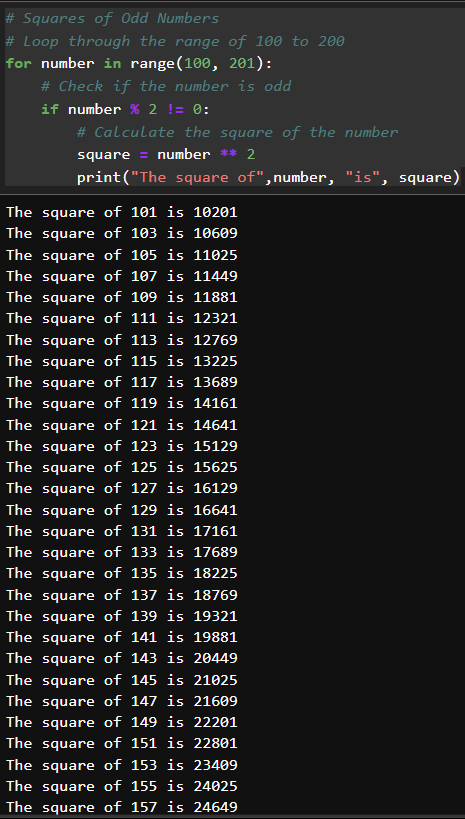 # Squares of Odd Numbers
# Loop through the range of 100 to 200
for number in range(100, 201):
    # Check if the number is odd
    if number % 2 != 0:
        # Calculate the square of the number
        square = number ** 2
        print("The square of",number, "is", square)
The square of 101 is 10201
The square of 103 is 10609
The square of 105 is 11025
The square of 107 is 11449
The square of 109 is 11881
The square of 111 is 12321
The square of 113 is 12769
The square of 115 is 13225
The square of 117 is 13689
The square of 119 is 14161
The square of 121 is 14641
The square of 123 is 15129
The square of 125 is 15625
The square of 127 is 16129
The square of 129 is 16641
The square of 131 is 17161
The square of 133 is 17689
The square of 135 is 18225
The square of 137 is 18769
The square of 139 is 19321
The square of 141 is 19881
The square of 143 is 20449
The square of 145 is 21025
The square of 147 is 21609
The square of 149 is 22201
The square of 151 is 22801
The square of 153 is 23409
The square of 155 is 24025
The square of 157 is 24649